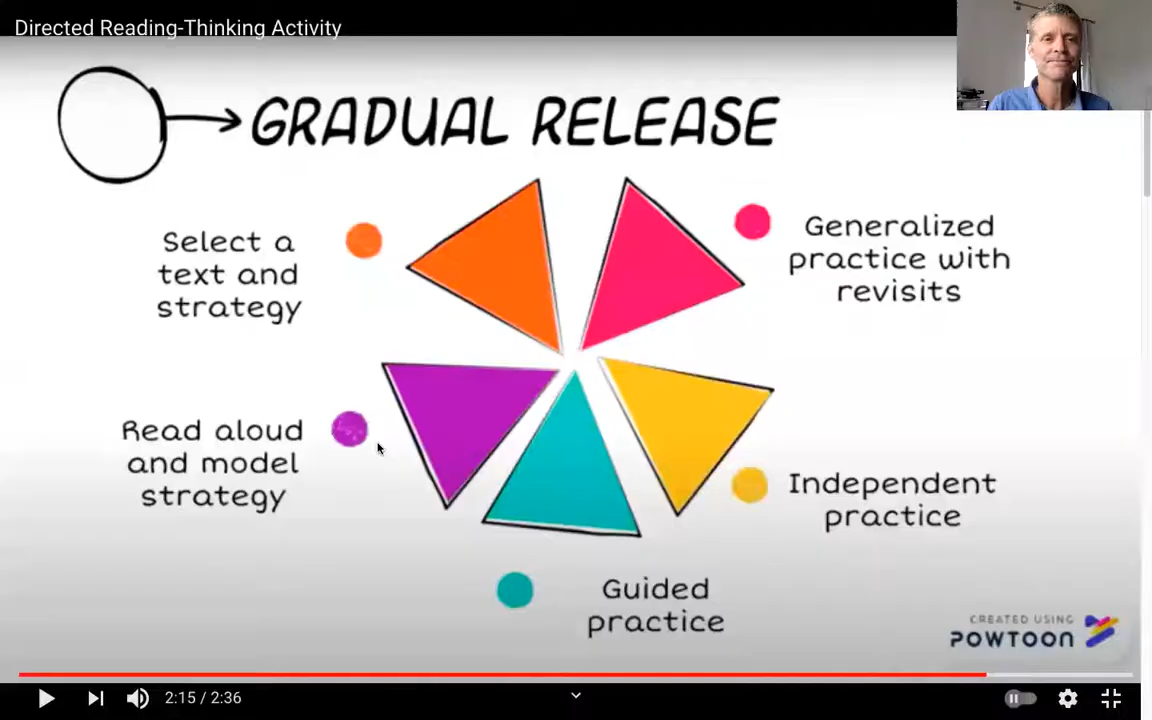 Directed Reading-Thinking Activity
GRADUAL RELEASE
Select a
text and
strategy
Generalized
practice with
revisits
Read aloud
and model
strategy
Independent
practice
Guided
practice
CREATED USING
POWTOON
2:15 / 2:36